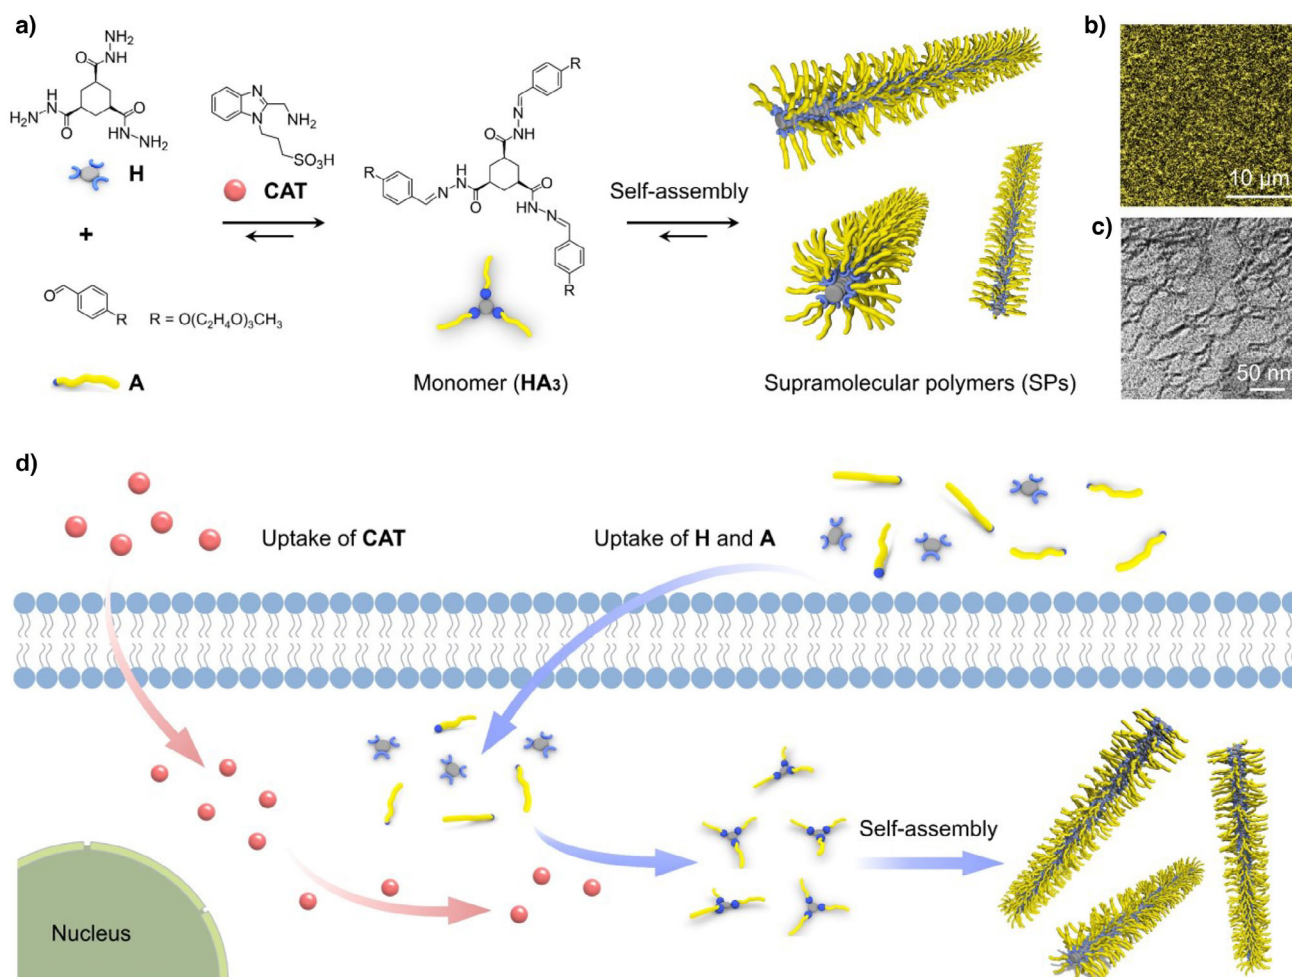 a)
NH₂
NH
O
H
N
H₂N
O
O
HN
NH₂
H
+
O
R
R = O(C₂H₄O)₃CH₃
A
N
N
NH₂
SO₃H
CAT
R
N
NH
O
R
H
N
N
O
O
HN
N
R
Monomer (HA₃)
Self-assembly
Supramolecular polymers (SPs)
b)
10 µm
c)
50 nm
d)
Uptake of CAT
Uptake of H and A
Self-assembly
Nucleus